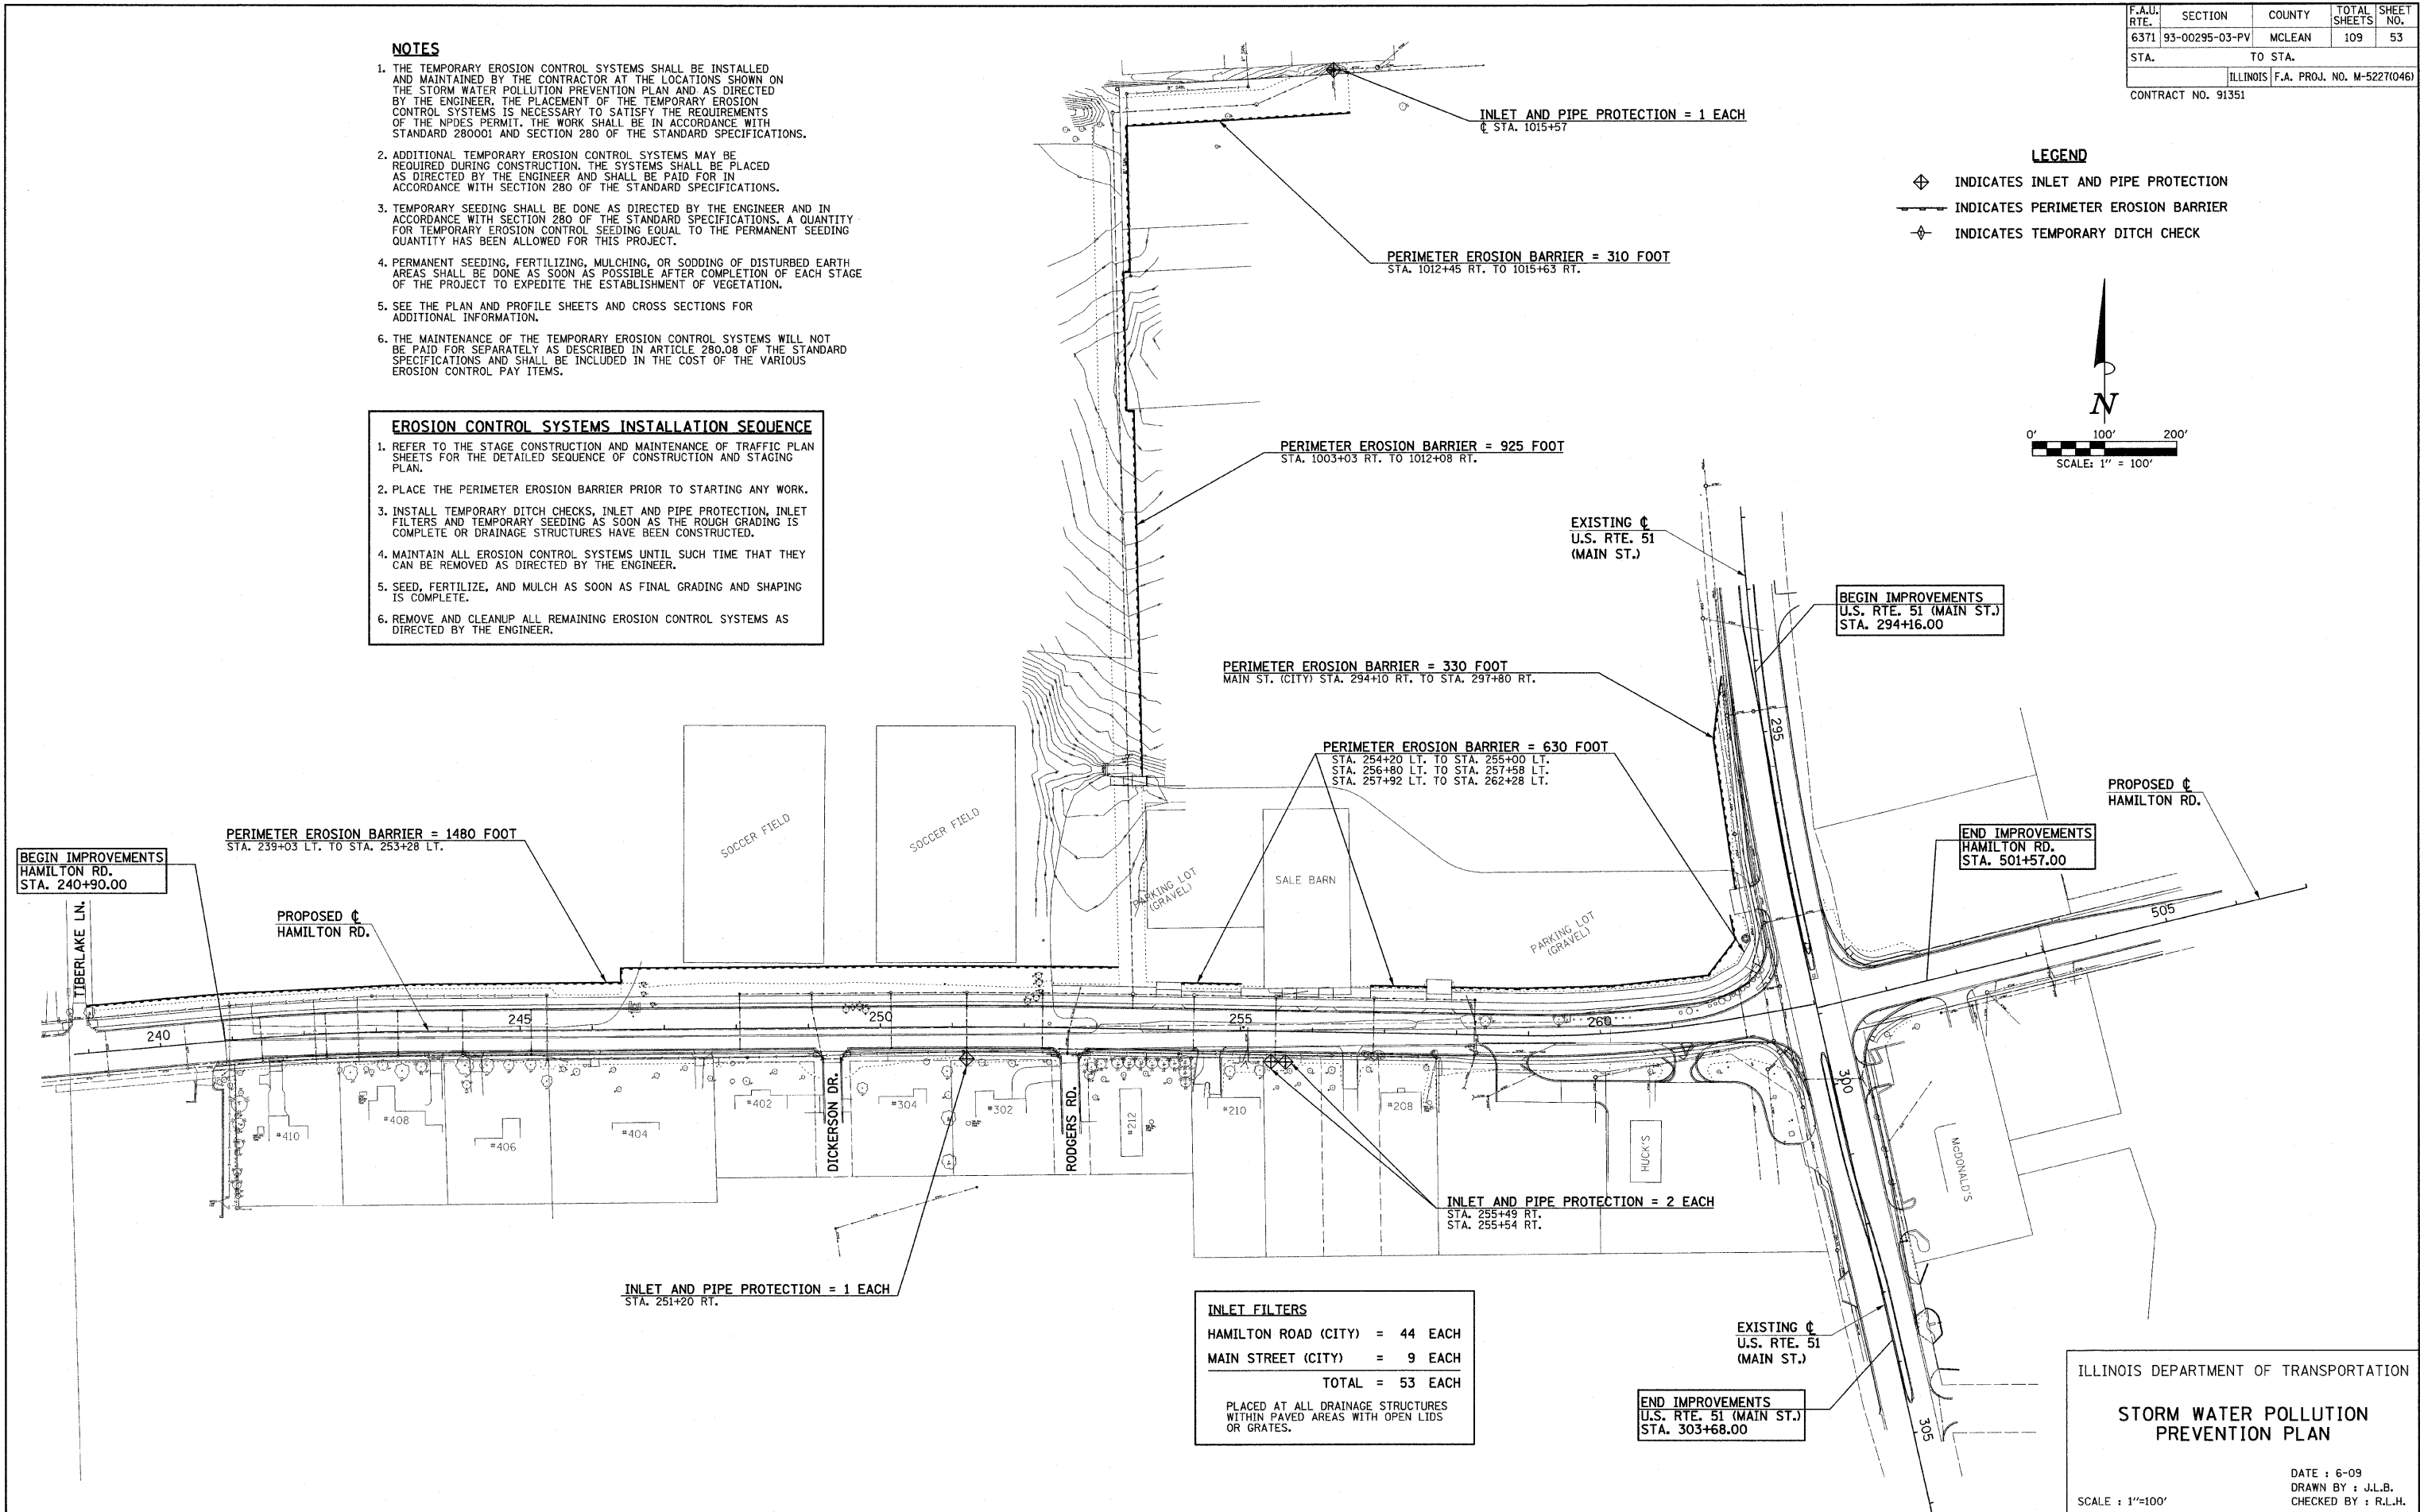 F.A.U. RTE. SECTION COUNTY TOTAL SHEETS SHEET NO.
6371 93-00295-03-PV MCLEAN 109 53
STA. TO STA.
ILLINOIS F.A. PROJ. NO. M-5227(046)
CONTRACT NO. 91351
NOTES
1. THE TEMPORARY EROSION CONTROL SYSTEMS SHALL BE INSTALLED
AND MAINTAINED BY THE CONTRACTOR AT THE LOCATIONS SHOWN ON
THE STORM WATER POLLUTION PREVENTION PLAN AND AS DIRECTED
BY THE ENGINEER. THE PLACEMENT OF THE TEMPORARY EROSION
CONTROL SYSTEMS IS NECESSARY TO SATISFY THE REQUIREMENTS
OF THE NPDES PERMIT. THE WORK SHALL BE IN ACCORDANCE WITH
STANDARD 280001 AND SECTION 280 OF THE STANDARD SPECIFICATIONS.
2. ADDITIONAL TEMPORARY EROSION CONTROL SYSTEMS MAY BE
REQUIRED DURING CONSTRUCTION. THE SYSTEMS SHALL BE PLACED
AS DIRECTED BY THE ENGINEER AND SHALL BE PAID FOR IN
ACCORDANCE WITH SECTION 280 OF THE STANDARD SPECIFICATIONS.
3. TEMPORARY SEEDING SHALL BE DONE AS DIRECTED BY THE ENGINEER AND IN
ACCORDANCE WITH SECTION 280 OF THE STANDARD SPECIFICATIONS. A QUANTITY
FOR TEMPORARY EROSION CONTROL SEEDING EQUAL TO THE PERMANENT SEEDING
QUANTITY HAS BEEN ALLOWED FOR THIS PROJECT.
4. PERMANENT SEEDING, FERTILIZING, MULCHING, OR SODDING OF DISTURBED EARTH
AREAS SHALL BE DONE AS SOON AS POSSIBLE AFTER COMPLETION OF EACH STAGE
OF THE PROJECT TO EXPEDITE THE ESTABLISHMENT OF VEGETATION.
5. SEE THE PLAN AND PROFILE SHEETS AND CROSS SECTIONS FOR
ADDITIONAL INFORMATION.
6. THE MAINTENANCE OF THE TEMPORARY EROSION CONTROL SYSTEMS WILL NOT
BE PAID FOR SEPARATELY AS DESCRIBED IN ARTICLE 280.08 OF THE STANDARD
SPECIFICATIONS AND SHALL BE INCLUDED IN THE COST OF THE VARIOUS
EROSION CONTROL PAY ITEMS.
EROSION CONTROL SYSTEMS INSTALLATION SEQUENCE
1. REFER TO THE STAGE CONSTRUCTION AND MAINTENANCE OF TRAFFIC PLAN
SHEETS FOR THE DETAILED SEQUENCE OF CONSTRUCTION AND STAGING
PLAN.
2. PLACE THE PERIMETER EROSION BARRIER PRIOR TO STARTING ANY WORK.
3. INSTALL TEMPORARY DITCH CHECKS, INLET AND PIPE PROTECTION, INLET
FILTERS AND TEMPORARY SEEDING AS SOON AS THE ROUGH GRADING IS
COMPLETE OR DRAINAGE STRUCTURES HAVE BEEN CONSTRUCTED.
4. MAINTAIN ALL EROSION CONTROL SYSTEMS UNTIL SUCH TIME THAT THEY
CAN BE REMOVED AS DIRECTED BY THE ENGINEER.
5. SEED, FERTILIZE, AND MULCH AS SOON AS FINAL GRADING AND SHAPING
IS COMPLETE.
6. REMOVE AND CLEANUP ALL REMAINING EROSION CONTROL SYSTEMS AS
DIRECTED BY THE ENGINEER.
INLET AND PIPE PROTECTION = 1 EACH
℄ STA. 1015+57
LEGEND
INDICATES INLET AND PIPE PROTECTION
INDICATES PERIMETER EROSION BARRIER
INDICATES TEMPORARY DITCH CHECK
PERIMETER EROSION BARRIER = 310 FOOT
STA. 1012+45 RT. TO 1015+63 RT.
N
0' 100' 200'
SCALE: 1" = 100'
PERIMETER EROSION BARRIER = 925 FOOT
STA. 1003+03 RT. TO 1012+08 RT.
EXISTING ℄
U.S. RTE. 51
(MAIN ST.)
BEGIN IMPROVEMENTS
U.S. RTE. 51 (MAIN ST.)
STA. 294+16.00
PERIMETER EROSION BARRIER = 330 FOOT
MAIN ST. (CITY) STA. 294+10 RT. TO STA. 297+80 RT.
295
PERIMETER EROSION BARRIER = 630 FOOT
STA. 254+20 LT. TO STA. 255+00 LT.
STA. 256+80 LT. TO STA. 257+58 LT.
STA. 257+92 LT. TO STA. 262+28 LT.
PROPOSED ℄
HAMILTON RD.
END IMPROVEMENTS
HAMILTON RD.
STA. 501+57.00
505
PERIMETER EROSION BARRIER = 1480 FOOT
STA. 239+03 LT. TO STA. 253+28 LT.
BEGIN IMPROVEMENTS
HAMILTON RD.
STA. 240+90.00
PROPOSED ℄
HAMILTON RD.
TIBERLAKE LN.
SOCCER FIELD
SOCCER FIELD
PARKING LOT
(GRAVEL)
SALE BARN
PARKING LOT
(GRAVEL)
240
245
250
255
260
300
305
#410
#408
#406
#404
#402
DICKERSON DR.
#304
#302
RODGERS RD.
#212
#210
#208
HUCK'S
McDONALD'S
INLET AND PIPE PROTECTION = 2 EACH
STA. 255+49 RT.
STA. 255+54 RT.
INLET AND PIPE PROTECTION = 1 EACH
STA. 251+20 RT.
INLET FILTERS
HAMILTON ROAD (CITY) = 44 EACH
MAIN STREET (CITY) = 9 EACH
TOTAL = 53 EACH
PLACED AT ALL DRAINAGE STRUCTURES
WITHIN PAVED AREAS WITH OPEN LIDS
OR GRATES.
EXISTING ℄
U.S. RTE. 51
(MAIN ST.)
END IMPROVEMENTS
U.S. RTE. 51 (MAIN ST.)
STA. 303+68.00
ILLINOIS DEPARTMENT OF TRANSPORTATION
STORM WATER POLLUTION
PREVENTION PLAN
DATE : 6-09
DRAWN BY : J.L.B.
SCALE : 1"=100' CHECKED BY : R.L.H.